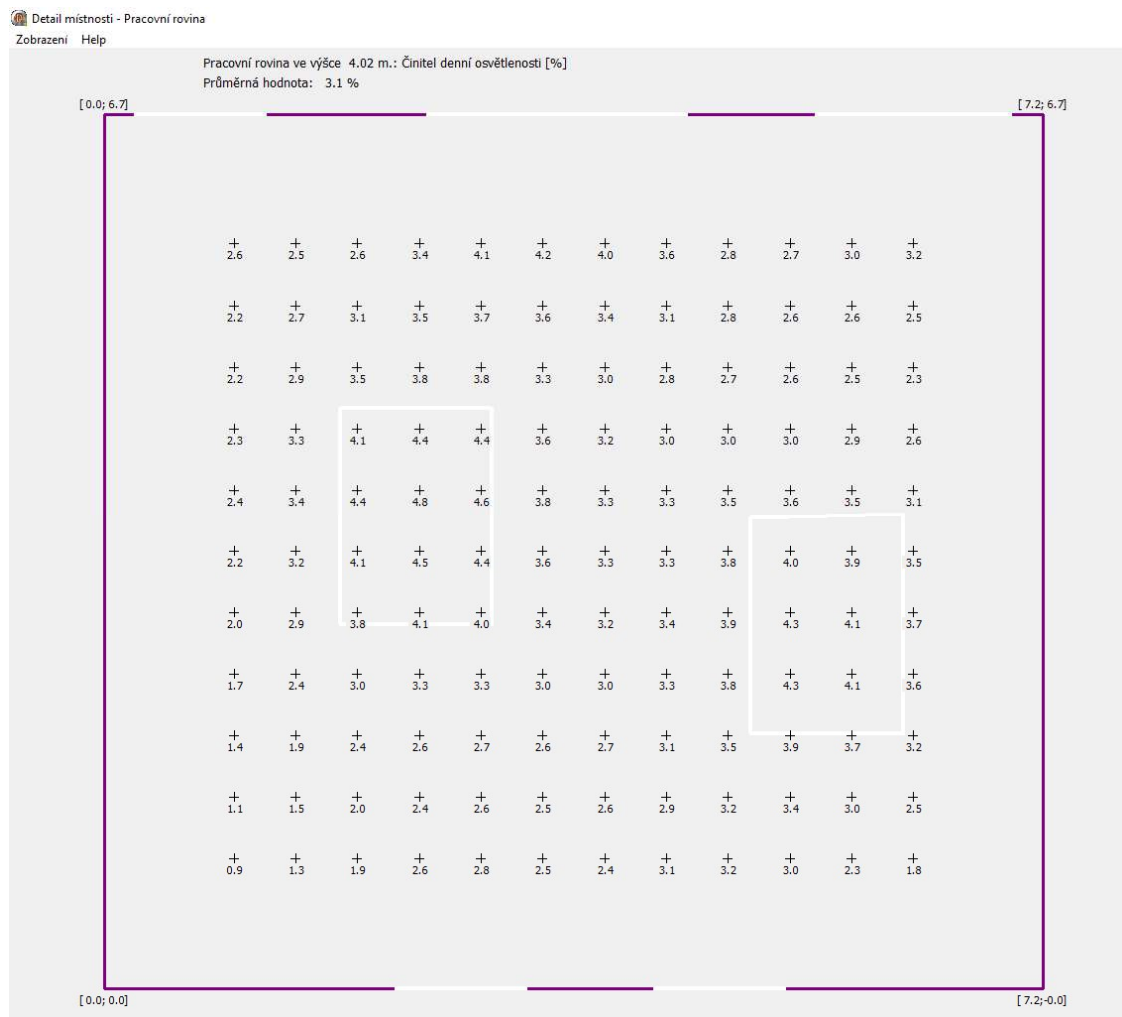 Detail místnosti - Pracovní rovina
Zobrazení Help
Pracovní rovina ve výšce 4.02 m.: Činitel denní osvětlenosti [%]
Průměrná hodnota: 3.1 %
[ 0.0; 6.7] [ 7.2; 6.7]
2.6 2.5 2.6 3.4 4.1 4.2 4.0 3.6 2.8 2.7 3.0 3.2
2.2 2.7 3.1 3.5 3.7 3.6 3.4 3.1 2.8 2.6 2.6 2.5
2.2 2.9 3.5 3.8 3.8 3.3 3.0 2.8 2.7 2.6 2.5 2.3
2.3 3.3 4.1 4.4 4.4 3.6 3.2 3.0 3.0 3.0 2.9 2.6
2.4 3.4 4.4 4.8 4.6 3.8 3.3 3.3 3.5 3.6 3.5 3.1
2.2 3.2 4.1 4.5 4.4 3.6 3.3 3.3 3.8 4.0 3.9 3.5
2.0 2.9 3.8 4.1 4.0 3.4 3.2 3.4 3.9 4.3 4.1 3.7
1.7 2.4 3.0 3.3 3.3 3.0 3.0 3.3 3.8 4.3 4.1 3.6
1.4 1.9 2.4 2.6 2.7 2.6 2.7 3.1 3.5 3.9 3.7 3.2
1.1 1.5 2.0 2.4 2.6 2.5 2.6 2.9 3.2 3.4 3.0 2.5
0.9 1.3 1.9 2.6 2.8 2.5 2.4 3.1 3.2 3.0 2.3 1.8
[ 0.0; 0.0] [ 7.2;-0.0]